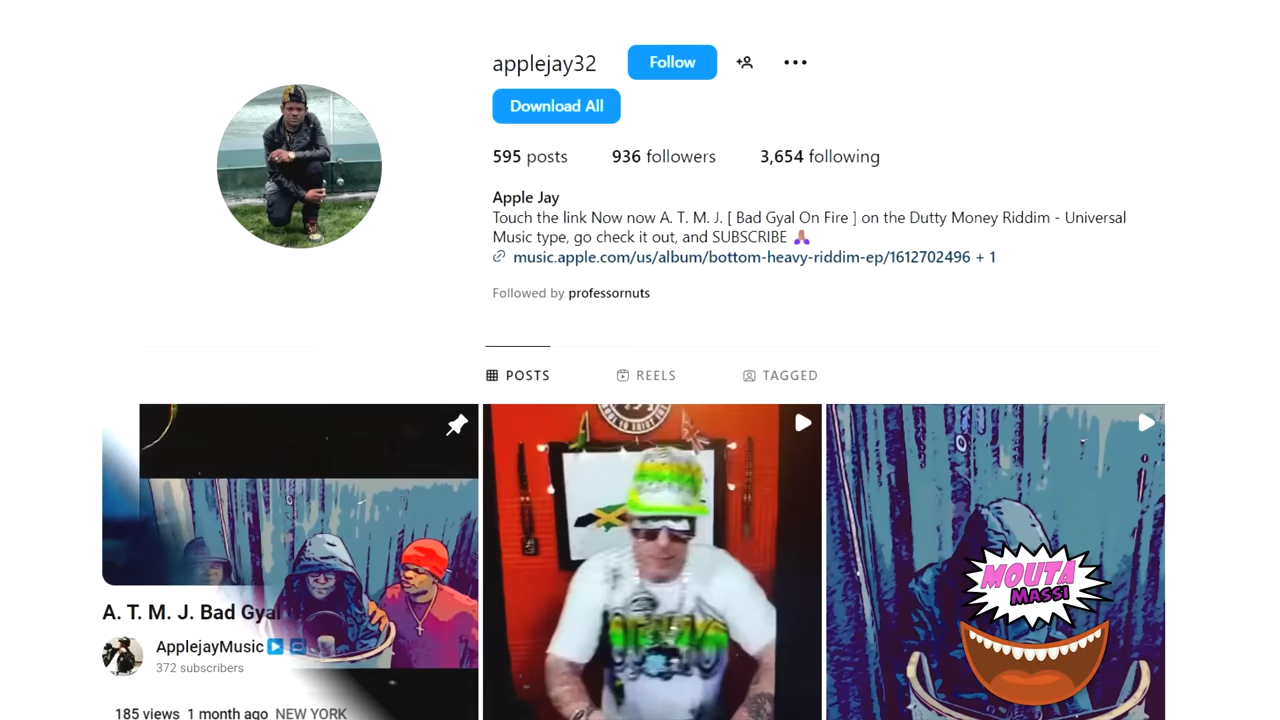 applejay32 Follow
Download All
595 posts 936 followers 3,654 following
Apple Jay
Touch the link Now now A. T. M. J. [ Bad Gyal On Fire ] on the Dutty Money Riddim - Universal
Music type, go check it out, and SUBSCRIBE
music.apple.com/us/album/bottom-heavy-riddim-ep/1612702496 + 1
Followed by professornuts
POSTS REELS TAGGED
MOUTA
MASSI
A. T. M. J. Bad Gyal
ApplejayMusic
372 subscribers
185 views 1 month ago NEW YORK